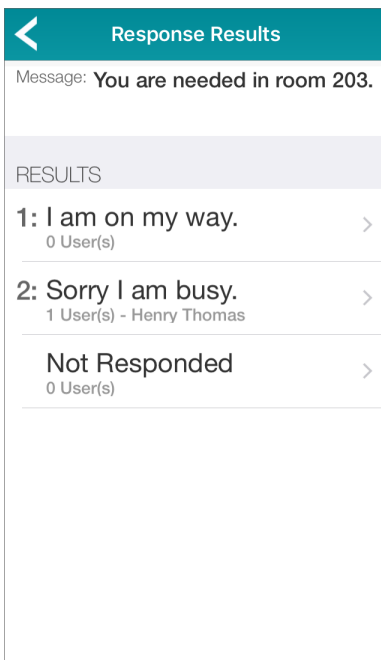 Response Results
Message: You are needed in room 203.
RESULTS
1: I am on my way.
0 User(s)
2: Sorry I am busy.
1 User(s) - Henry Thomas
Not Responded
0 User(s)